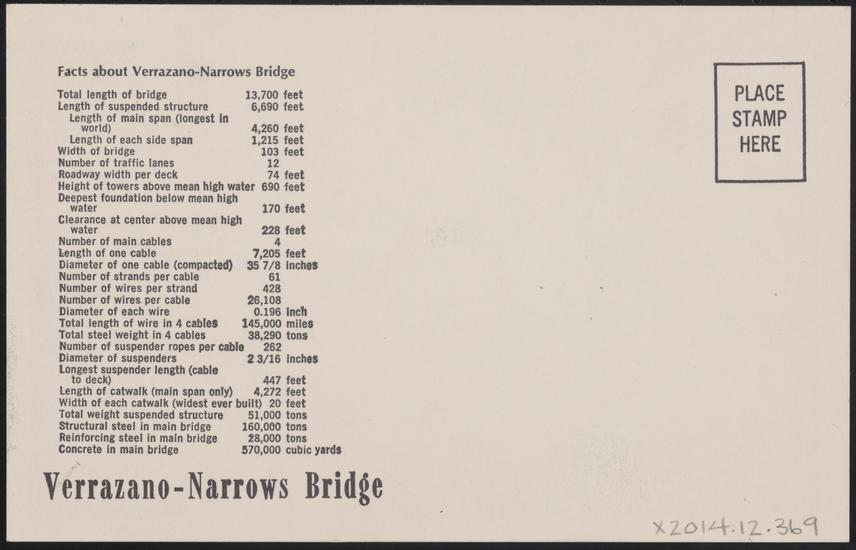 Facts about Verrazano-Narrows Bridge
Total length of bridge 13,700 feet
Length of suspended structure 6,690 feet
Length of main span (longest in
world) 4,260 feet
Length of each side span 1,215 feet
Width of bridge 103 feet
Number of traffic lanes 12
Roadway width per deck 74 feet
Height of towers above mean high water 690 feet
Deepest foundation below mean high
water 170 feet
Clearance at center above mean high
water 228 feet
Number of main cables 4
Length of one cable 7,205 feet
Diameter of one cable (compacted) 35 7/8 inches
Number of strands per cable 61
Number of wires per strand 428
Number of wires per cable 26,108
Diameter of each wire 0.196 inch
Total length of wire in 4 cables 145,000 miles
Total steel weight in 4 cables 38,290 tons
Number of suspender ropes per cable 262
Diameter of suspenders 2 3/16 inches
Longest suspender length (cable
to deck) 447 feet
Length of catwalk (main span only) 4,272 feet
Width of each catwalk (widest ever built) 20 feet
Total weight suspended structure 51,000 tons
Structural steel in main bridge 160,000 tons
Reinforcing steel in main bridge 28,000 tons
Concrete in main bridge 570,000 cubic yards
Verrazano-Narrows Bridge
PLACE
STAMP
HERE
X2014.12.369